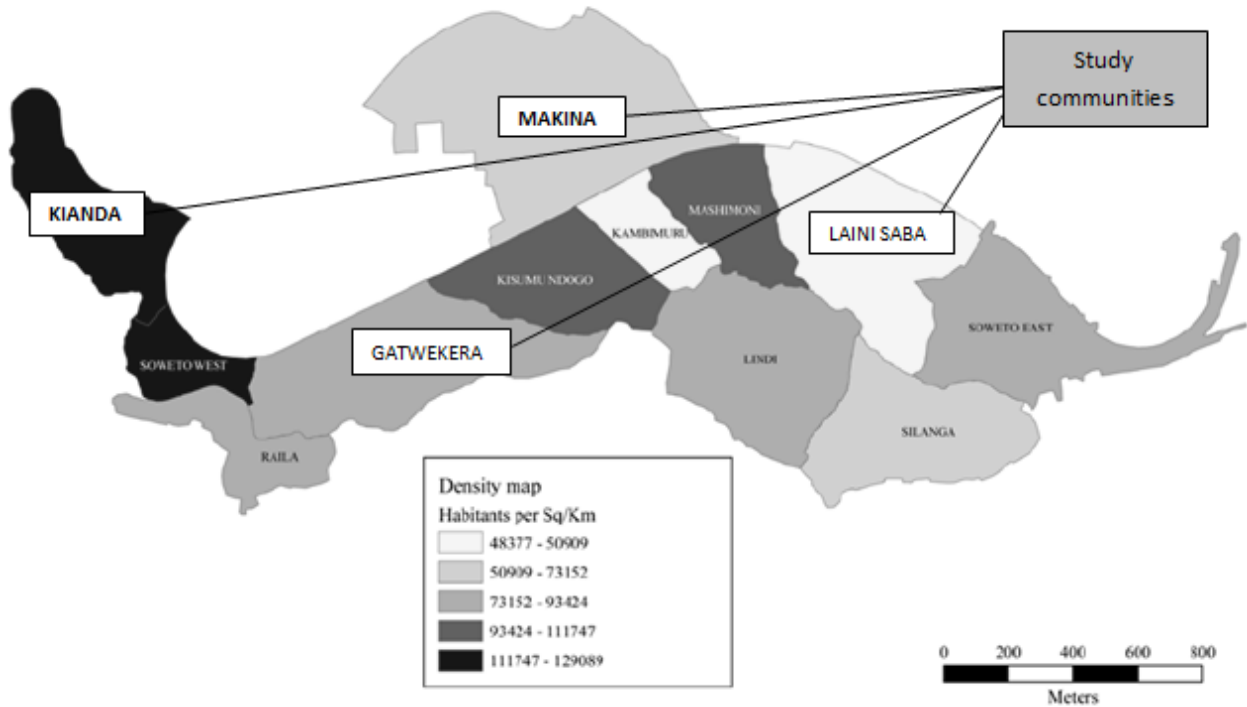 Study
communities
MAKINA
KIANDA
MASHIMONI
KAMBIMURU
LAINI SABA
KISUMU NDOGO
SOWETO EAST
GATWEKERA
LINDI
SOWETO WEST
SILANGA
RAILA
Density map
Habitants per Sq/Km
48377 - 50909
50909 - 73152
73152 - 93424
93424 - 111747
111747 - 129089
0 200 400 600 800
Meters